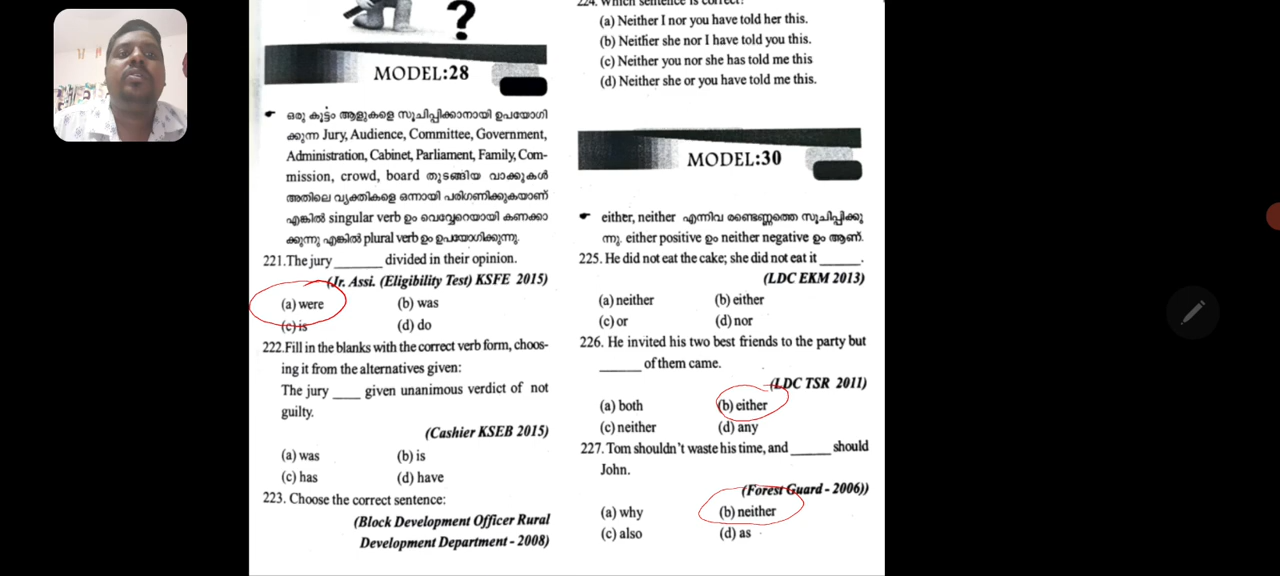 ?
MODEL:28
☛ ഒരു കൂട്ടം ആളുകളെ സൂചിപ്പിക്കാനായി ഉപയോഗി
ക്കുന്ന Jury, Audience, Committee, Government,
Administration, Cabinet, Parliament, Family, Com-
mission, crowd, board തുടങ്ങിയ വാക്കുകൾ
അതിലെ വ്യക്തികളെ ഒന്നായി പരിഗണിക്കുകയാണ്
എങ്കിൽ singular verb ഉം വെവ്വേറെയായി കണക്കാ
ക്കുന്നു എങ്കിൽ plural verb ഉം ഉപയോഗിക്കുന്നു.
221.The jury ______ divided in their opinion.
(Jr. Assi. (Eligibility Test) KSFE 2015)
(a) were (b) was
(c) is (d) do
222.Fill in the blanks with the correct verb form, choos-
ing it from the alternatives given:
The jury ____ given unanimous verdict of not
guilty.
(Cashier KSEB 2015)
(a) was (b) is
(c) has (d) have
223. Choose the correct sentence:
(Block Development Officer Rural
Development Department - 2008)
224. Which sentence is correct?
(a) Neither I nor you have told her this.
(b) Neither she nor I have told you this.
(c) Neither you nor she has told me this
(d) Neither she or you have told me this.
MODEL:30
☛ either, neither എന്നിവ രണ്ടെണ്ണത്തെ സൂചിപ്പിക്കു
ന്നു. either positive ഉം neither negative ഉം ആണ്.
225. He did not eat the cake; she did not eat it ______.
(LDC EKM 2013)
(a) neither (b) either
(c) or (d) nor
226. He invited his two best friends to the party but
______ of them came.
(LDC TSR 2011)
(a) both (b) either
(c) neither (d) any
227. Tom shouldn't waste his time, and ______ should
John.
(Forest Guard - 2006))
(a) why (b) neither
(c) also (d) as